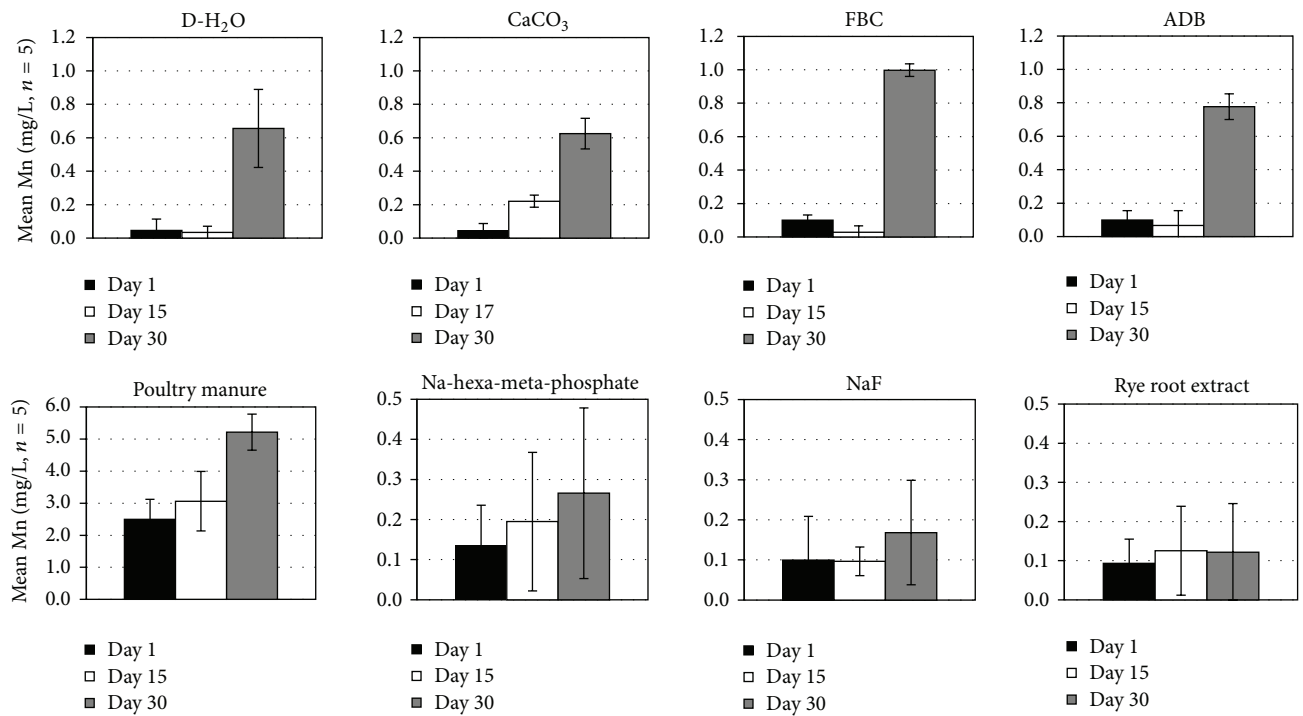 D-H₂O
Mean Mn (mg/L, n = 5)
1.2
1.0
0.8
0.6
0.4
0.2
0.0
Day 1
Day 15
Day 30
CaCO₃
1.2
1.0
0.8
0.6
0.4
0.2
0.0
Day 1
Day 17
Day 30
FBC
1.2
1.0
0.8
0.6
0.4
0.2
0.0
Day 1
Day 15
Day 30
ADB
1.2
1.0
0.8
0.6
0.4
0.2
0.0
Day 1
Day 15
Day 30
Poultry manure
Mean Mn (mg/L, n = 5)
6.0
5.0
4.0
3.0
2.0
1.0
0.0
Day 1
Day 15
Day 30
Na-hexa-meta-phosphate
0.5
0.4
0.3
0.2
0.1
0.0
Day 1
Day 15
Day 30
NaF
0.5
0.4
0.3
0.2
0.1
0.0
Day 1
Day 15
Day 30
Rye root extract
0.5
0.4
0.3
0.2
0.1
0.0
Day 1
Day 15
Day 30